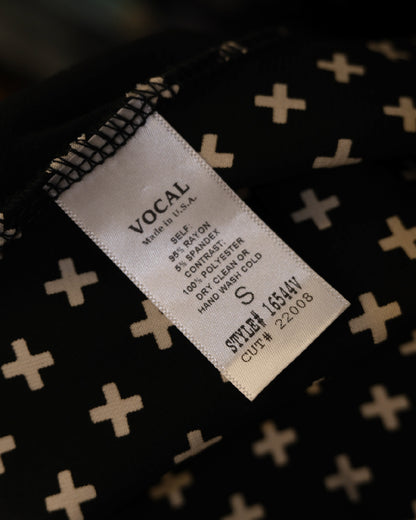 VOCAL
Made in U.S.A.
SELF
95% RAYON
5% SPANDEX
CONTRAST:
100% POLYESTER
DRY CLEAN OR
HAND WASH COLD
S
STYLE# 16544V
CUT# 22008